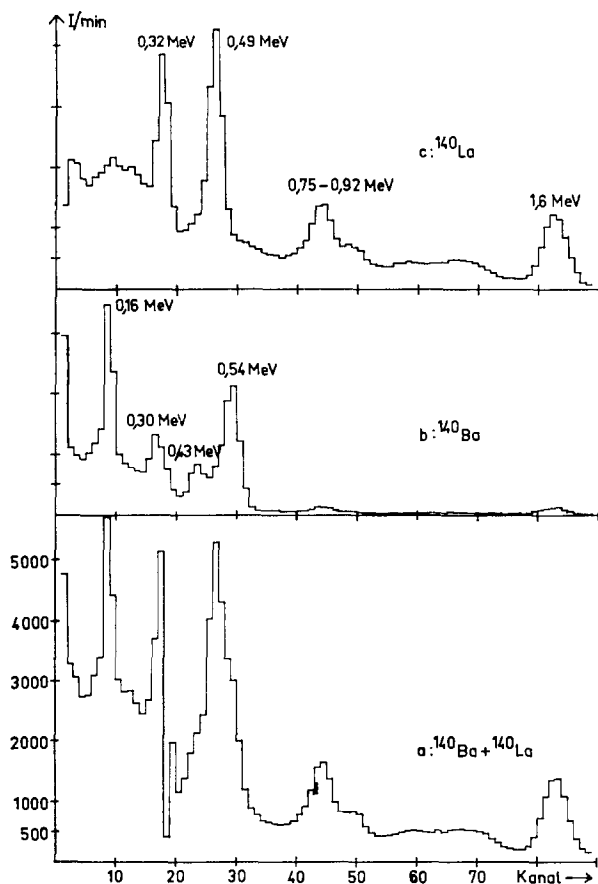 I/min
0,32 MeV
0,49 MeV
c: ¹⁴⁰La
0,75-0,92 MeV
1,6 MeV
0,16 MeV
0,54 MeV
0,30 MeV
0,43 MeV
b: ¹⁴⁰Ba
5000
4000
3000
2000
1000
500
a: ¹⁴⁰Ba + ¹⁴⁰La
10 20 30 40 50 60 70 80 Kanal →